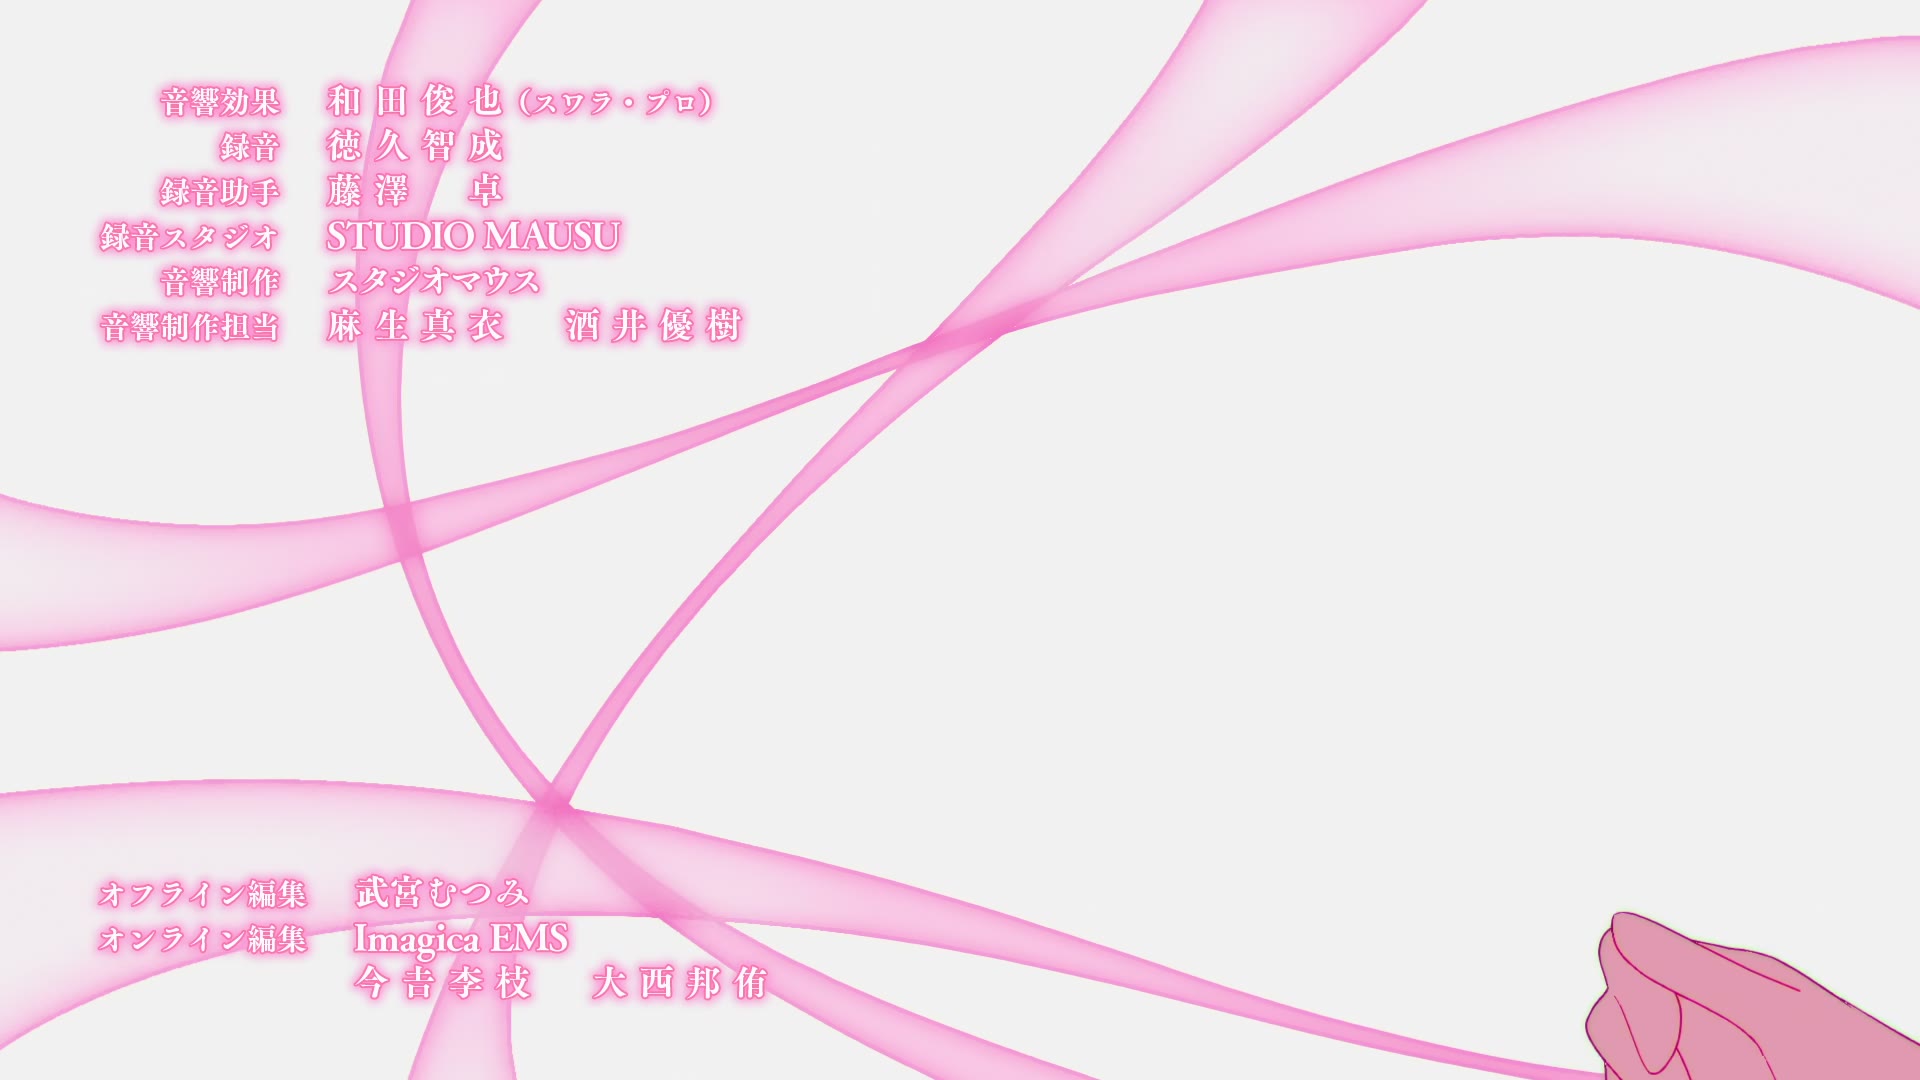 音響効果 和田俊也(スワラ・プロ)
録音 徳久智成
録音助手 藤澤 卓
録音スタジオ STUDIO MAUSU
音響制作 スタジオマウス
音響制作担当 麻生真衣 酒井優樹
オフライン編集 武宮むつみ
オンライン編集 Imagica EMS
今𠮷李枝 大西邦侑